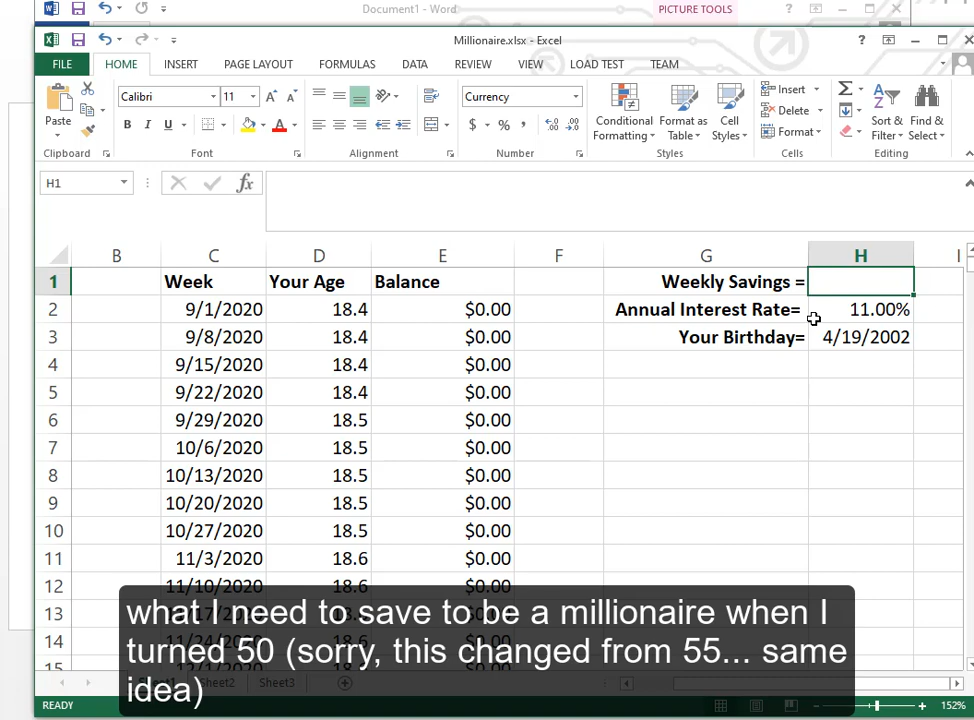 Document1 - Word
PICTURE TOOLS
Millionaire.xlsx - Excel
FILE HOME INSERT PAGE LAYOUT FORMULAS DATA REVIEW VIEW LOAD TEST TEAM
Calibri 11 Currency
Paste
B I U A
$ % ,
Conditional Formatting
Format as Table
Cell Styles
Insert
Delete
Format
Sort & Filter
Find & Select
Clipboard Font Alignment Number Styles Cells Editing
H1 fx
B C D E F G H I
1 Week Your Age Balance Weekly Savings =
2 9/1/2020 18.4 $0.00 Annual Interest Rate= 11.00%
3 9/8/2020 18.4 $0.00 Your Birthday= 4/19/2002
4 9/15/2020 18.4 $0.00
5 9/22/2020 18.4 $0.00
6 9/29/2020 18.5 $0.00
7 10/6/2020 18.5 $0.00
8 10/13/2020 18.5 $0.00
9 10/20/2020 18.5 $0.00
10 10/27/2020 18.5 $0.00
11 11/3/2020 18.6 $0.00
12 11/10/2020 18.6 $0.00
13
14
15
what I need to save to be a millionaire when I
turned 50 (sorry, this changed from 55... same
idea)
Sheet2 Sheet3
READY 152%